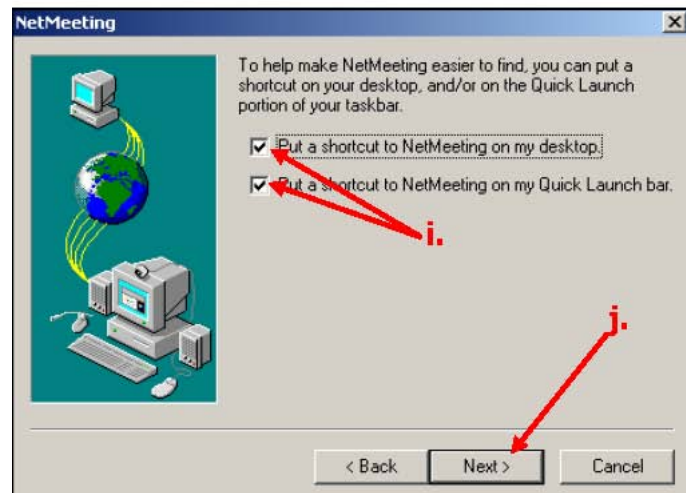 NetMeeting
To help make NetMeeting easier to find, you can put a
shortcut on your desktop, and/or on the Quick Launch
portion of your taskbar.
Put a shortcut to NetMeeting on my desktop.
Put a shortcut to NetMeeting on my Quick Launch bar.
i.
j.
< Back Next > Cancel